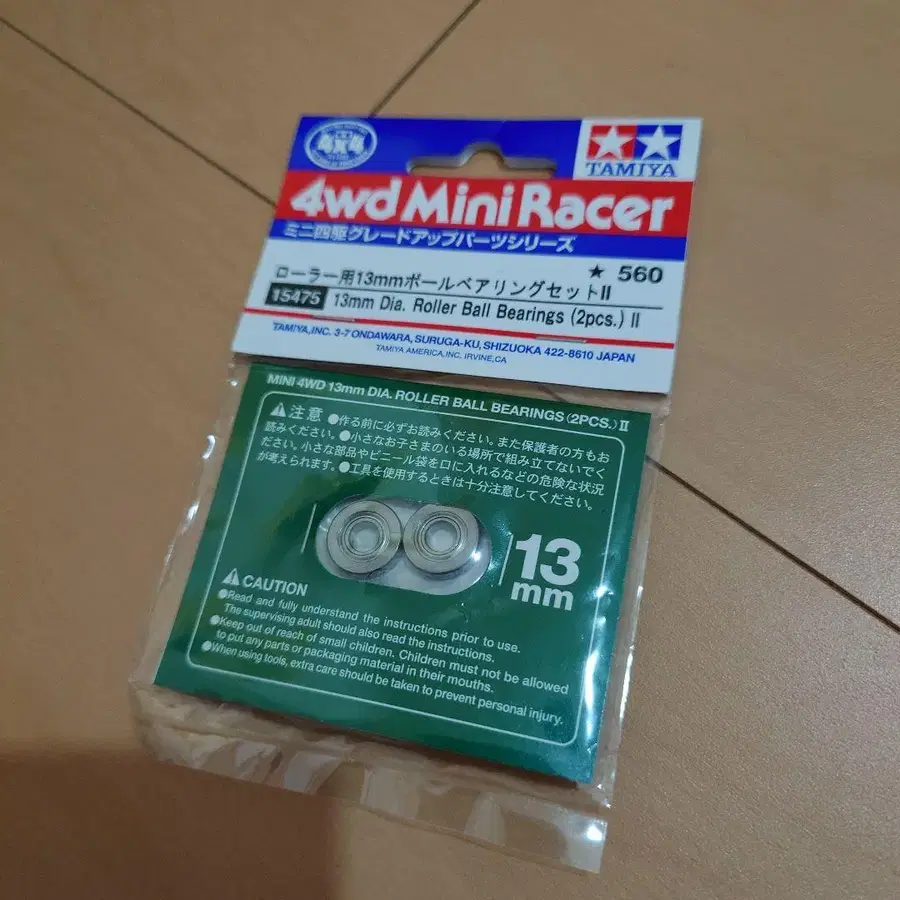 4X4
TAMIYA
4wd Mini Racer
ミニ四駆グレードアップパーツシリーズ
ローラー用13mmボールベアリングセットII
★ 560
15475 13mm Dia. Roller Ball Bearings (2pcs.) II
TAMIYA,INC. 3-7 ONDAWARA, SURUGA-KU, SHIZUOKA 422-8610 JAPAN
TAMIYA AMERICA,INC. IRVINE,CA
MINI 4WD 13mm DIA. ROLLER BALL BEARINGS (2PCS.) II
⚠注意 ●作る前に必ずお読みください。また保護者の方もお
読みください。●小さなお子さまのいる場所で組み立てないでく
ださい。小さな部品やビニール袋を口に入れるなどの危険な状況
が考えられます。●工具を使用するときは十分注意してください。
13
mm
⚠CAUTION
●Read and fully understand the instructions prior to use.
The supervising adult should also read the instructions.
●Keep out of reach of small children. Children must not be allowed
to put any parts or packaging material in their mouths.
●When using tools, extra care should be taken to prevent personal injury.